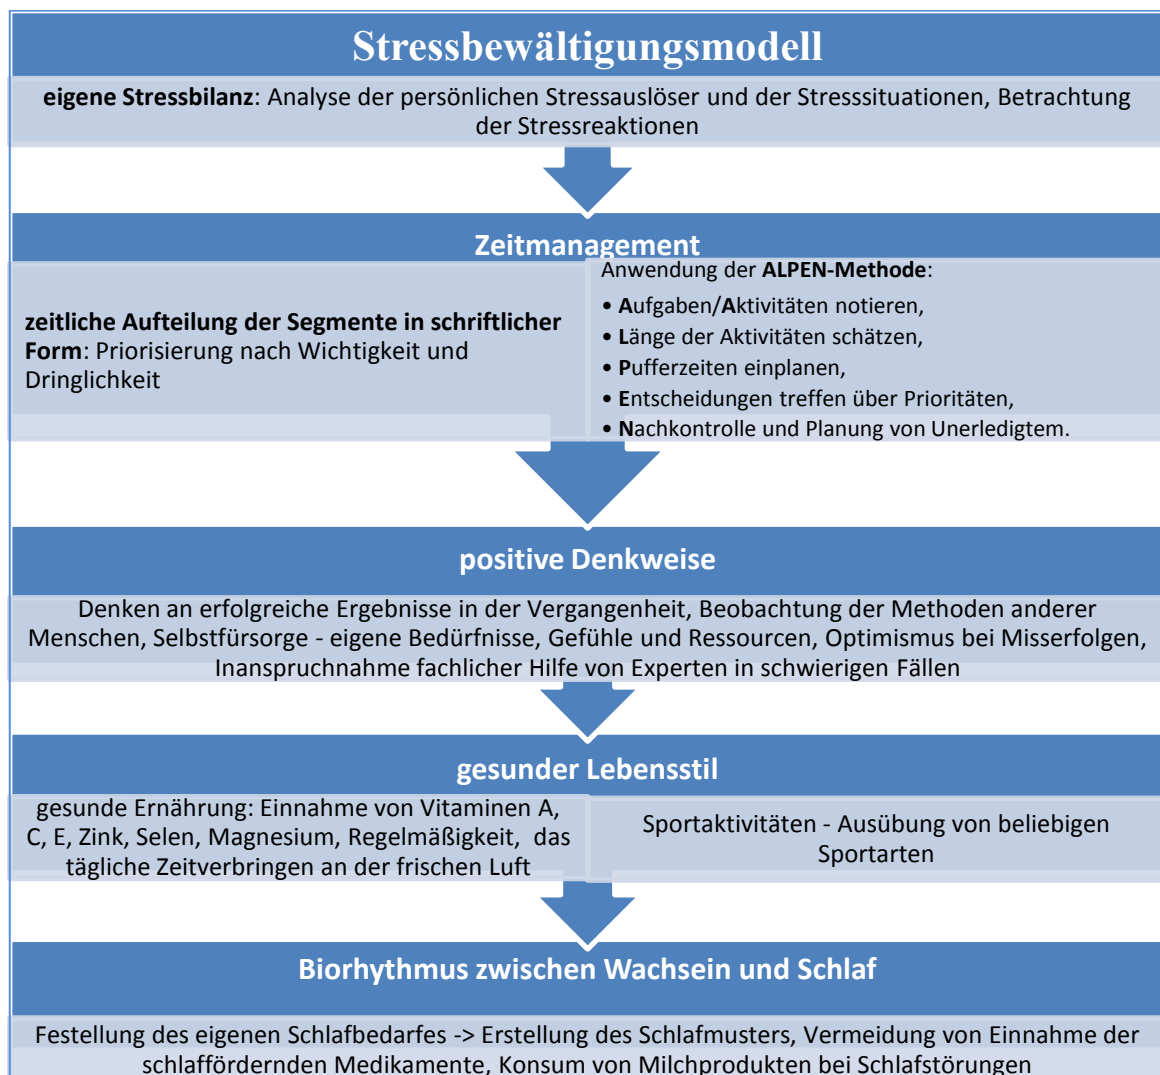 Stressbewältigungsmodell
eigene Stressbilanz: Analyse der persönlichen Stressauslöser und der Stresssituationen, Betrachtung
der Stressreaktionen
Zeitmanagement
zeitliche Aufteilung der Segmente in schriftlicher
Form: Priorisierung nach Wichtigkeit und
Dringlichkeit
Anwendung der ALPEN-Methode:
• Aufgaben/Aktivitäten notieren,
• Länge der Aktivitäten schätzen,
• Pufferzeiten einplanen,
• Entscheidungen treffen über Prioritäten,
• Nachkontrolle und Planung von Unerledigtem.
positive Denkweise
Denken an erfolgreiche Ergebnisse in der Vergangenheit, Beobachtung der Methoden anderer
Menschen, Selbstfürsorge - eigene Bedürfnisse, Gefühle und Ressourcen, Optimismus bei Misserfolgen,
Inanspruchnahme fachlicher Hilfe von Experten in schwierigen Fällen
gesunder Lebensstil
gesunde Ernährung: Einnahme von Vitaminen A,
C, E, Zink, Selen, Magnesium, Regelmäßigkeit, das
tägliche Zeitverbringen an der frischen Luft
Sportaktivitäten - Ausübung von beliebigen
Sportarten
Biorhythmus zwischen Wachsein und Schlaf
Festellung des eigenen Schlafbedarfes -> Erstellung des Schlafmusters, Vermeidung von Einnahme der
schlaffördernden Medikamente, Konsum von Milchprodukten bei Schlafstörungen